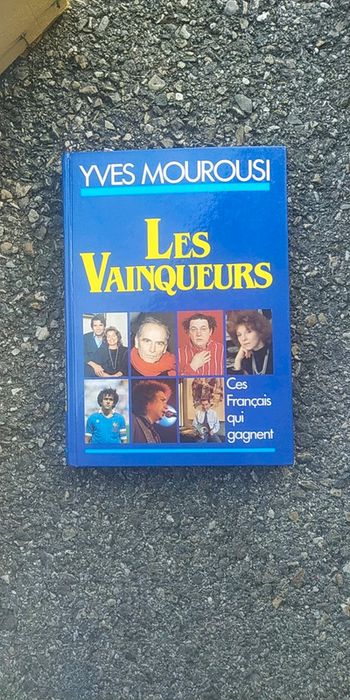 YVES MOUROUSI
LES
VAINQUEURS
Ces
Français
qui
gagnent